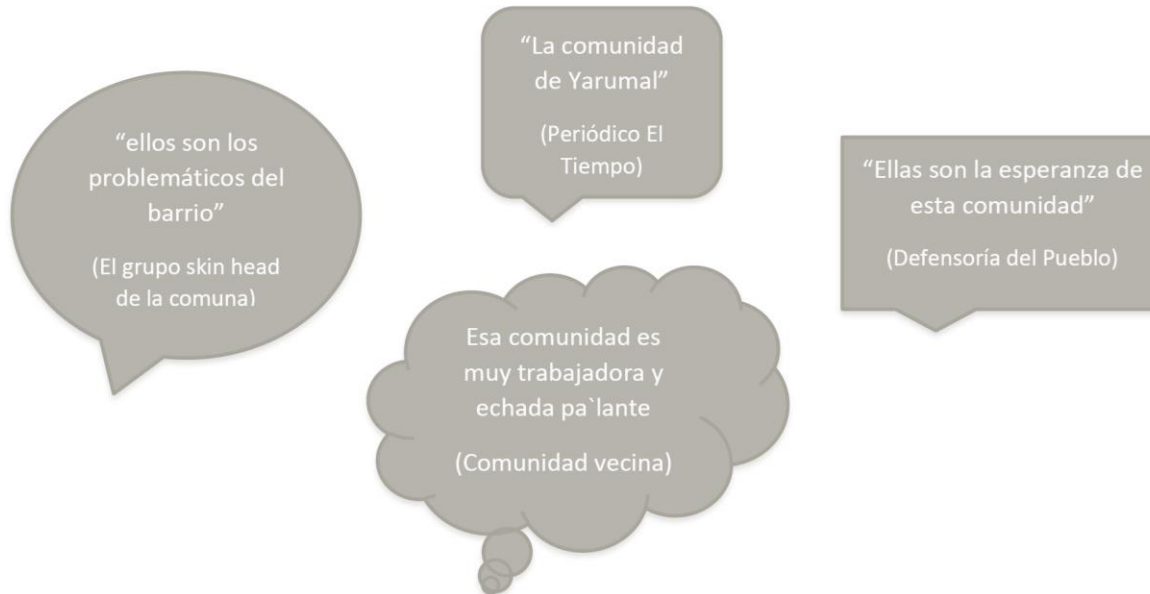 “ellos son los
problemáticos del
barrio”
(El grupo skin head
de la comuna)
“La comunidad
de Yarumal”
(Periódico El
Tiempo)
“Ellas son la esperanza de
esta comunidad”
(Defensoría del Pueblo)
Esa comunidad es
muy trabajadora y
echada pa`lante
(Comunidad vecina)